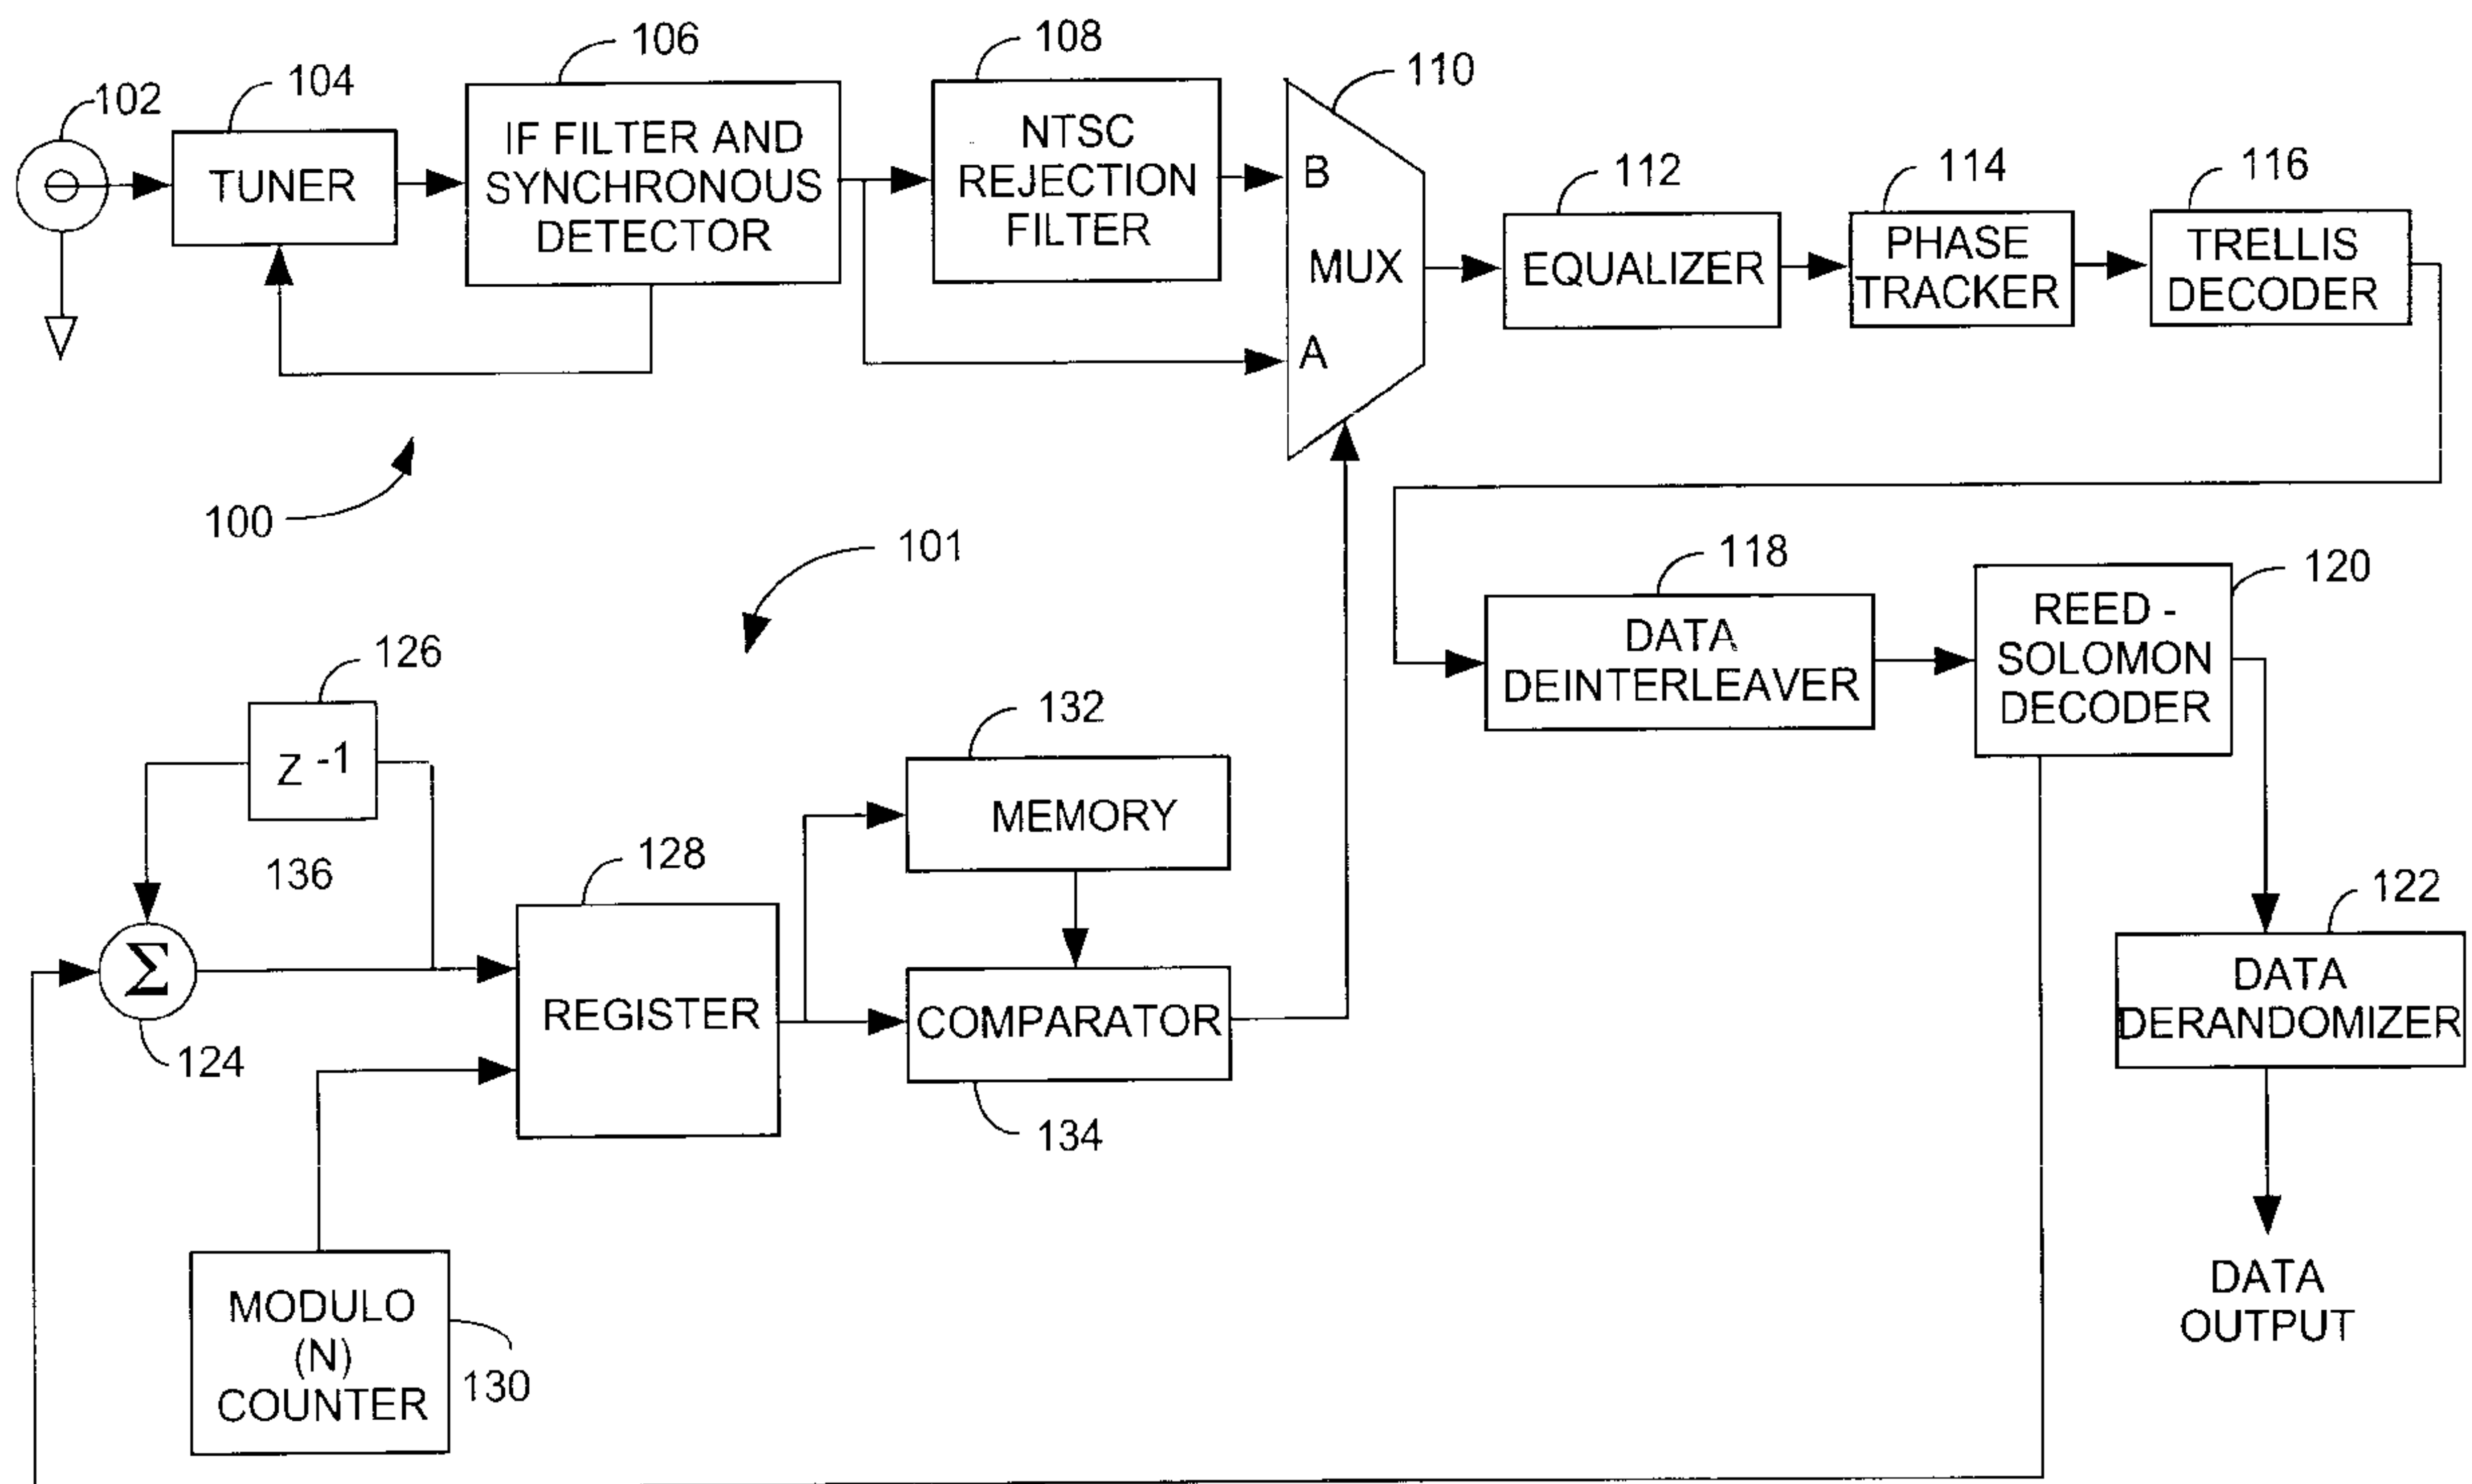 102
104
TUNER
106
IF FILTER AND
SYNCHRONOUS
DETECTOR
108
NTSC
REJECTION
FILTER
110
B
MUX
A
112
EQUALIZER
114
PHASE
TRACKER
116
TRELLIS
DECODER
100
101
118
DATA
DEINTERLEAVER
120
REED -
SOLOMON
DECODER
126
Z -1
136
Σ
124
128
REGISTER
132
MEMORY
COMPARATOR
134
122
DATA
DERANDOMIZER
MODULO
(N)
COUNTER
130
DATA
OUTPUT